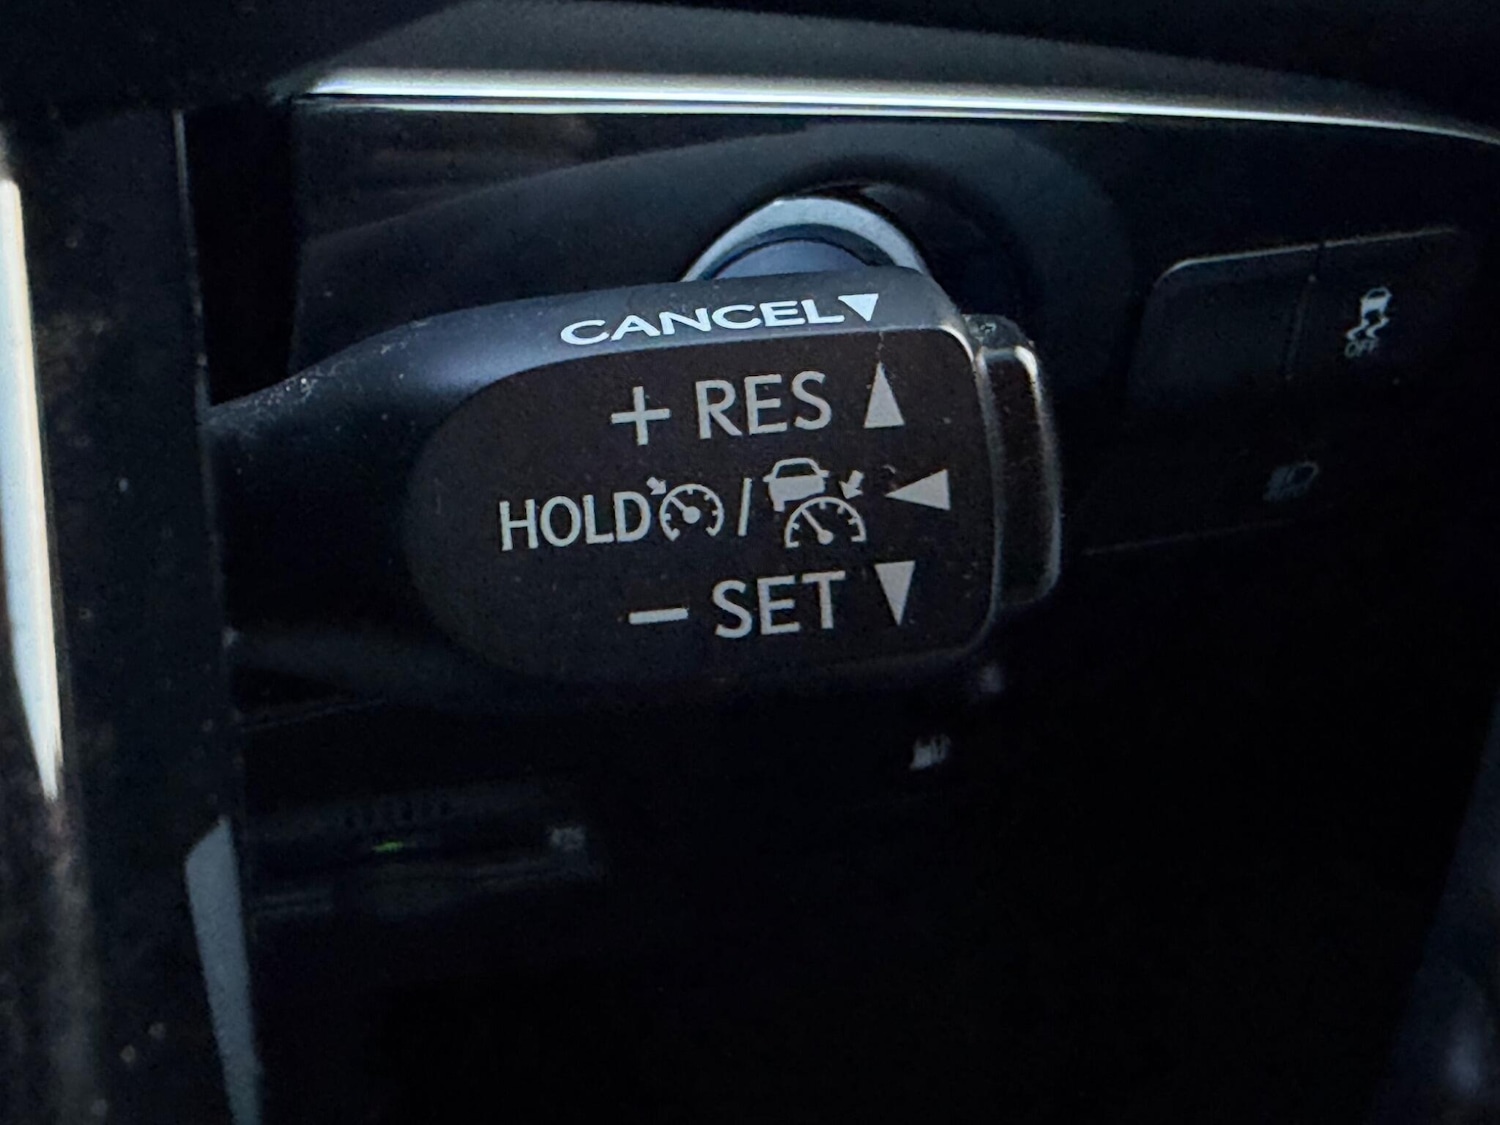 CANCEL
+ RES
HOLD /
− SET
OFF